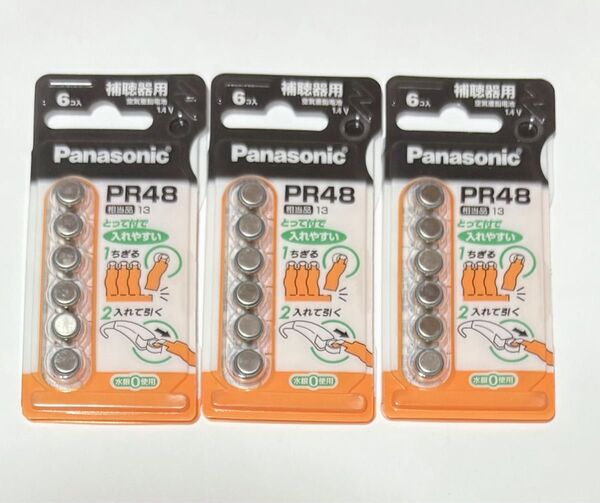 6コ入
補聴器用
空気亜鉛電池
1.4V
Panasonic
PR48
相当品 13
とって付で
入れやすい
1 ちぎる
2 入れて引く
水銀0使用
6コ入
補聴器用
空気亜鉛電池
1.4V
Panasonic
PR48
相当品 13
とって付で
入れやすい
1 ちぎる
2 入れて引く
水銀0使用
6コ入
補聴器用
空気亜鉛電池
1.4V
Panasonic
PR48
相当品 13
とって付で
入れやすい
1 ちぎる
2 入れて引く
水銀0使用